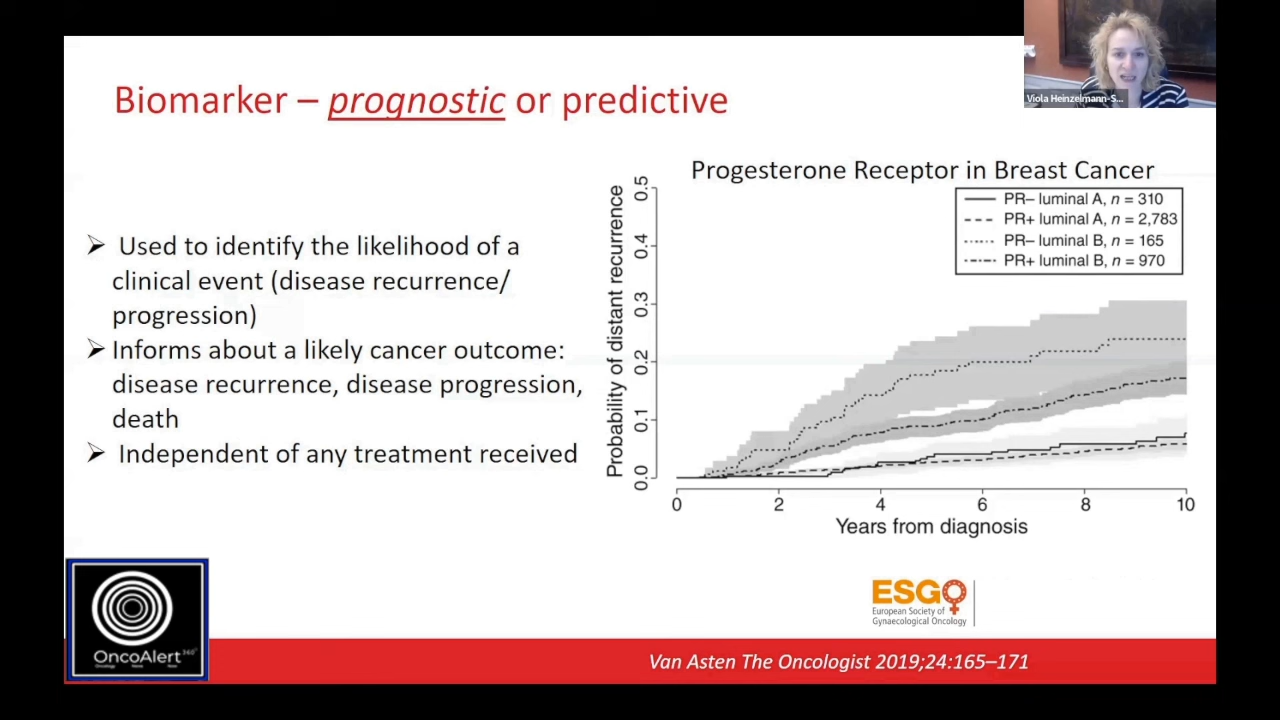 Biomarker – prognostic or predictive
Viola Heinzelmann-S...
➢ Used to identify the likelihood of a
clinical event (disease recurrence/
progression)
➢ Informs about a likely cancer outcome:
disease recurrence, disease progression,
death
➢ Independent of any treatment received
Progesterone Receptor in Breast Cancer
PR– luminal A, n = 310
PR+ luminal A, n = 2,783
PR– luminal B, n = 165
PR+ luminal B, n = 970
Probability of distant recurrence
0.5
0.4
0.3
0.2
0.1
0.0
0 2 4 6 8 10
Years from diagnosis
ESGO
European Society of
Gynaecological Oncology
OncoAlert 360°
Oncology News Now
Van Asten The Oncologist 2019;24:165–171